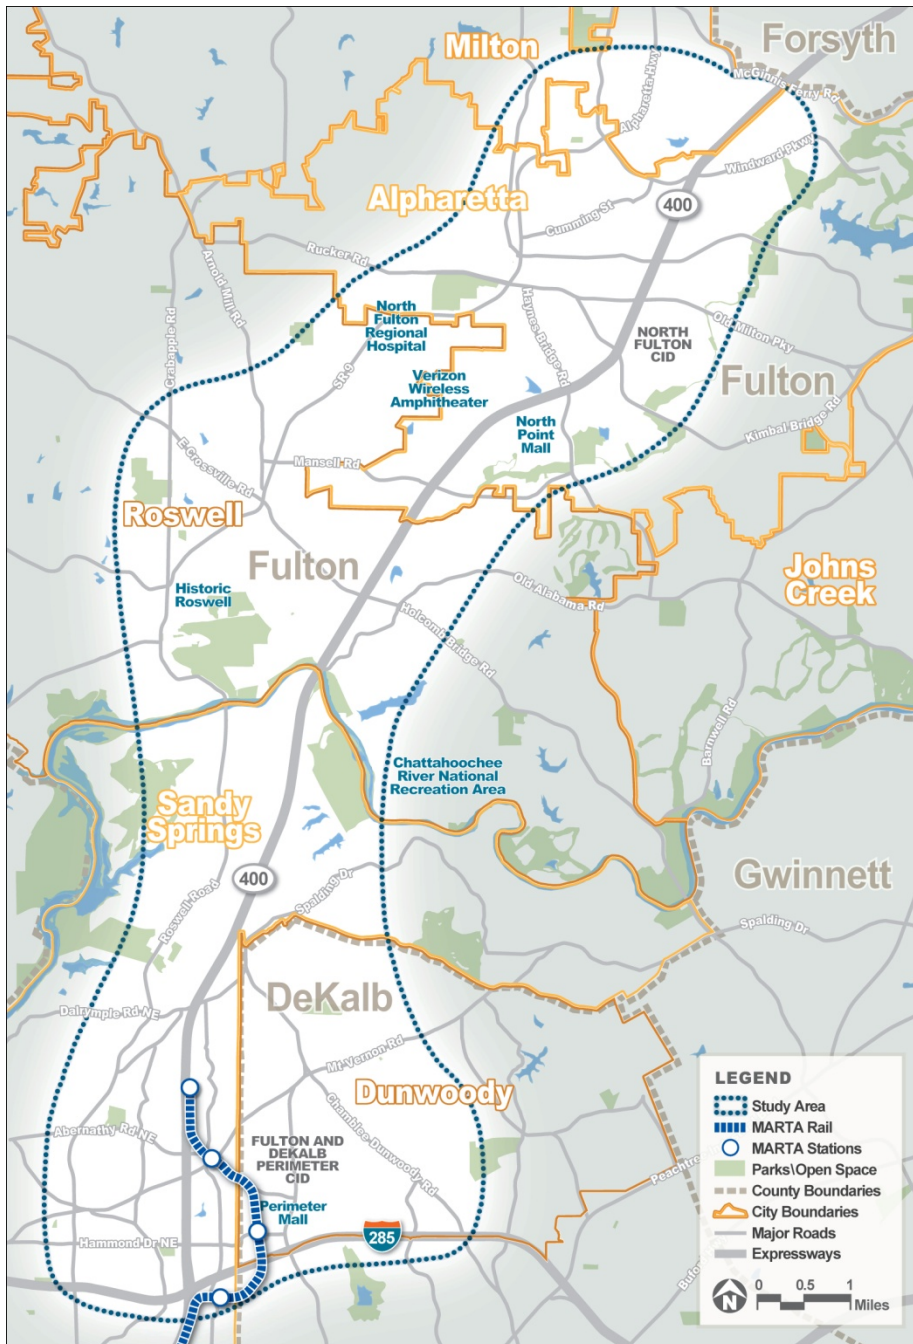 Milton
Forsyth
McGinnis Ferry Rd
Alpharetta Hwy
Windward Pkwy
Alpharetta
400
Cumming St
Rucker Rd
Arnold Mill Rd
Crabapple Rd
North
Fulton
Regional
Hospital
SR-9
Haynes Bridge Rd
Old Milton Pky
NORTH
FULTON
CID
Verizon
Wireless
Amphitheater
Fulton
North
Point
Mall
Kimbal Bridge Rd
E Crossville Rd
Mansell Rd
Roswell
Fulton
Historic
Roswell
Old Alabama Rd
Johns
Creek
Holcomb Bridge Rd
Barnwell Rd
Chattahoochee
River National
Recreation Area
Sandy
Springs
400
Roswell Road
Spalding Dr
Gwinnett
Spalding Dr
DeKalb
Dalrymple Rd NE
Mt Vernon Rd
Dunwoody
Abernathy Rd NE
Chamblee-Dunwoody Rd
FULTON AND
DEKALB
PERIMETER
CID
Perimeter
Mall
Hammond Dr NE
285
LEGEND
Study Area
MARTA Rail
MARTA Stations
Parks\Open Space
County Boundaries
City Boundaries
Major Roads
Expressways
N
0 0.5 1
Miles